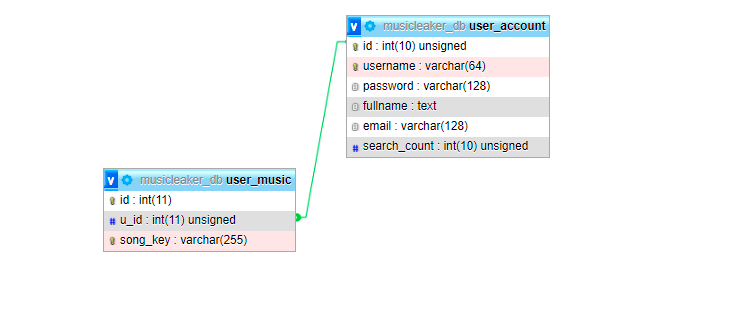 v musicleaker_db user_account
id : int(10) unsigned
username : varchar(64)
password : varchar(128)
fullname : text
email : varchar(128)
# search_count : int(10) unsigned
v musicleaker_db user_music
id : int(11)
# u_id : int(11) unsigned
song_key : varchar(255)